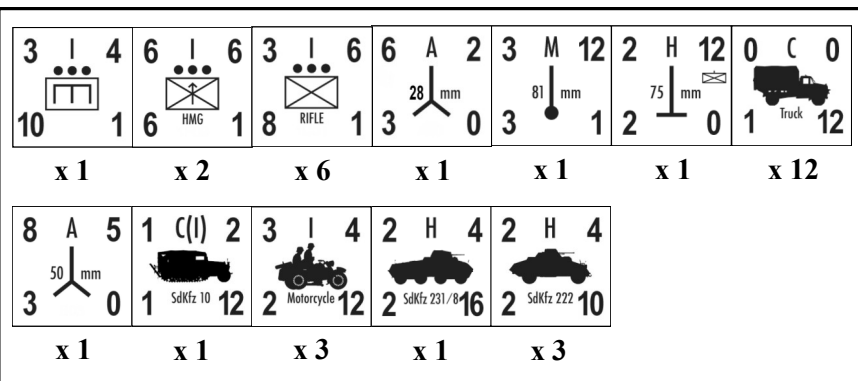 3 I 4 6 I 6 3 I 6 6 A 2 3 M 12 2 H 12 0 C 0
28 mm 81 mm 75 mm
10 1 6 HMG 1 8 RIFLE 1 3 0 3 1 2 0 1 Truck 12
x 1 x 2 x 6 x 1 x 1 x 1 x 12
8 A 5 1 C(I) 2 3 I 4 2 H 4 2 H 4
50 mm
3 0 1 SdKfz 10 12 2 Motorcycle 12 2 SdKfz 231/8 16 2 SdKfz 222 10
x 1 x 1 x 3 x 1 x 3